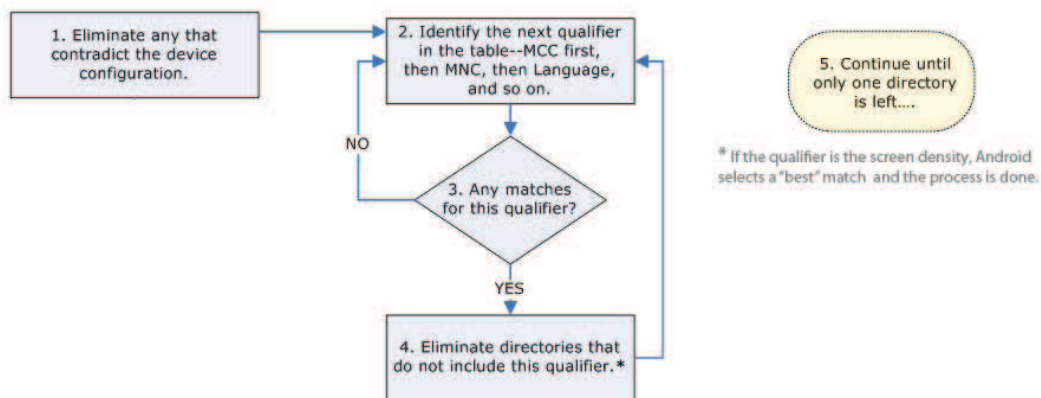 1. Eliminate any that
contradict the device
configuration.
2. Identify the next qualifier
in the table--MCC first,
then MNC, then Language,
and so on.
5. Continue until
only one directory
is left....
NO
* If the qualifier is the screen density, Android
selects a "best" match and the process is done.
3. Any matches
for this qualifier?
YES
4. Eliminate directories that
do not include this qualifier.*